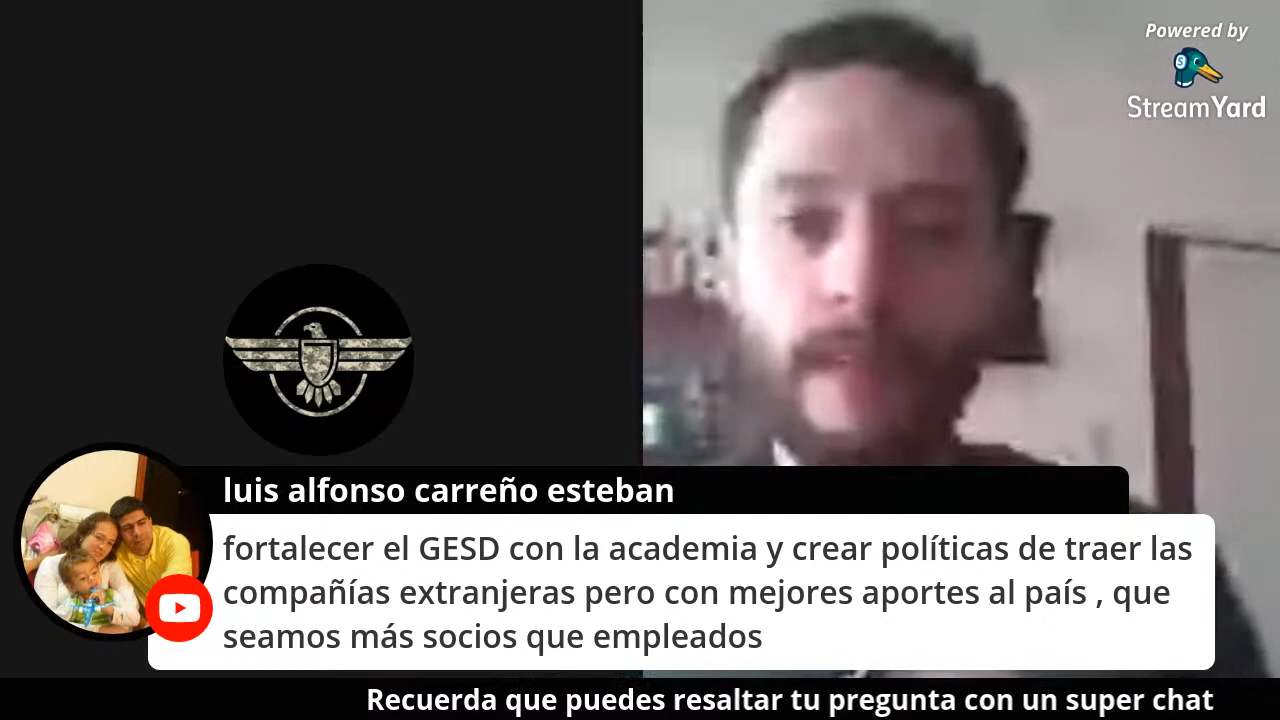 Powered by
StreamYard
luis alfonso carreño esteban
fortalecer el GESD con la academia y crear políticas de traer las
compañías extranjeras pero con mejores aportes al país , que
seamos más socios que empleados
Recuerda que puedes resaltar tu pregunta con un super chat